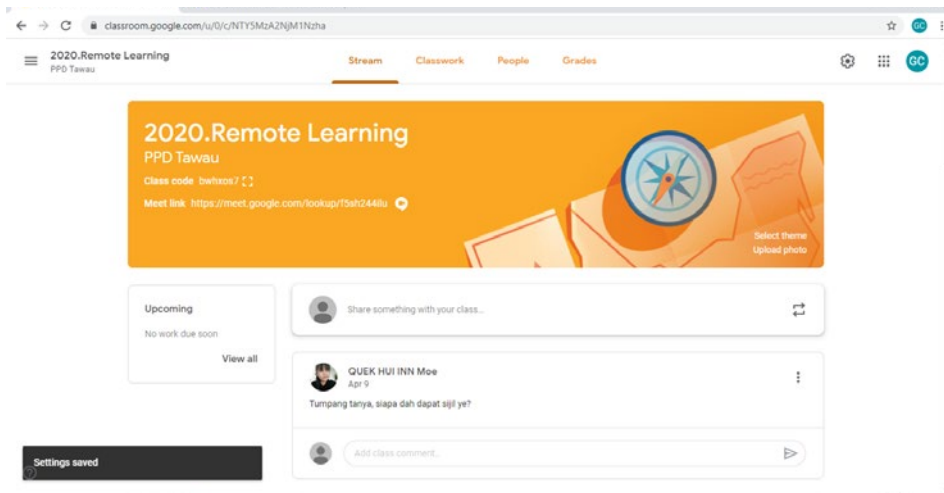 classroom.google.com/u/0/c/NTY5MzA2NjM1Nzha
2020.Remote Learning
PPD Tawau
Stream
Classwork
People
Grades
GC
GC
2020.Remote Learning
PPD Tawau
Class code bwhxos7
Meet link https://meet.google.com/lookup/f5ah244ilu
Select theme
Upload photo
Upcoming
No work due soon
View all
Share something with your class...
QUEK HUI INN Moe
Apr 9
Tumpang tanya, siapa dah dapat sijil ye?
Add class comment...
Settings saved